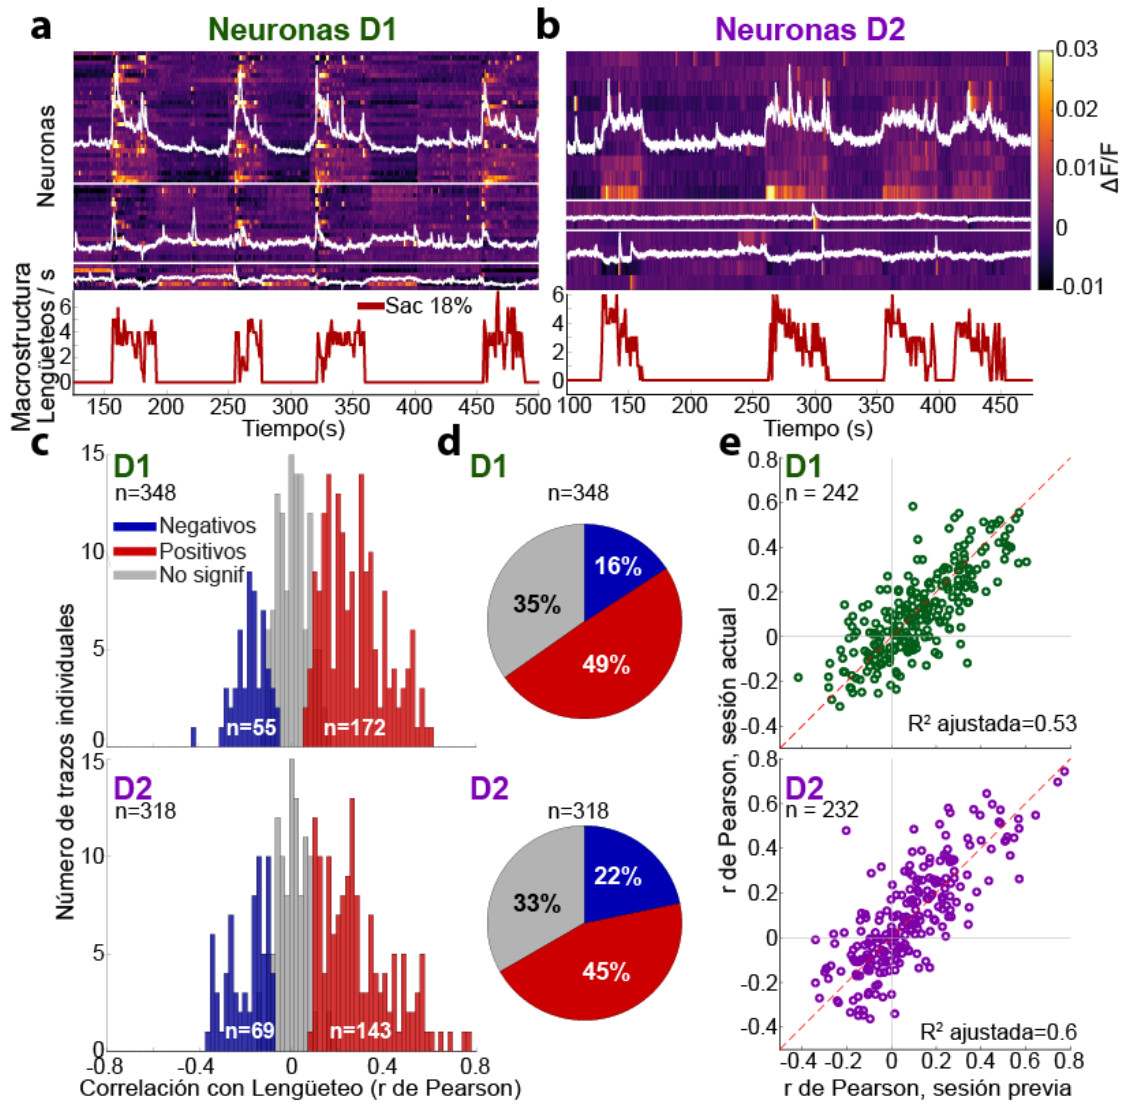 a
Neuronas D1
b
Neuronas D2
Neuronas
0.03
0.02
0.01
0
-0.01
ΔF/F
Macrostructura
Lengüeteos / s
6
4
2
0
Sac 18%
150
200
250
300
350
400
450
500
Tiempo(s)
6
4
2
0
100
150
200
250
300
350
450
Tiempo (s)
c
D1
n=348
Negativos
Positivos
No signif
15
10
5
0
n=55
n=172
D2
n=318
15
10
5
0
n=69
n=143
-0.8
-0.4
0
0.4
0.8
Número de trazos individuales
Correlación con Lengüeteo (r de Pearson)
d
D1
n=348
16%
35%
49%
D2
n=318
22%
33%
45%
e
D1
n = 242
0.8
0.6
0.4
0.2
0
-0.2
-0.4
R² ajustada=0.53
D2
n = 232
0.8
0.6
0.4
0.2
0
-0.2
-0.4
R² ajustada=0.6
-0.4
-0.2
0
0.2
0.4
0.6
0.8
r de Pearson, sesión actual
r de Pearson, sesión previa